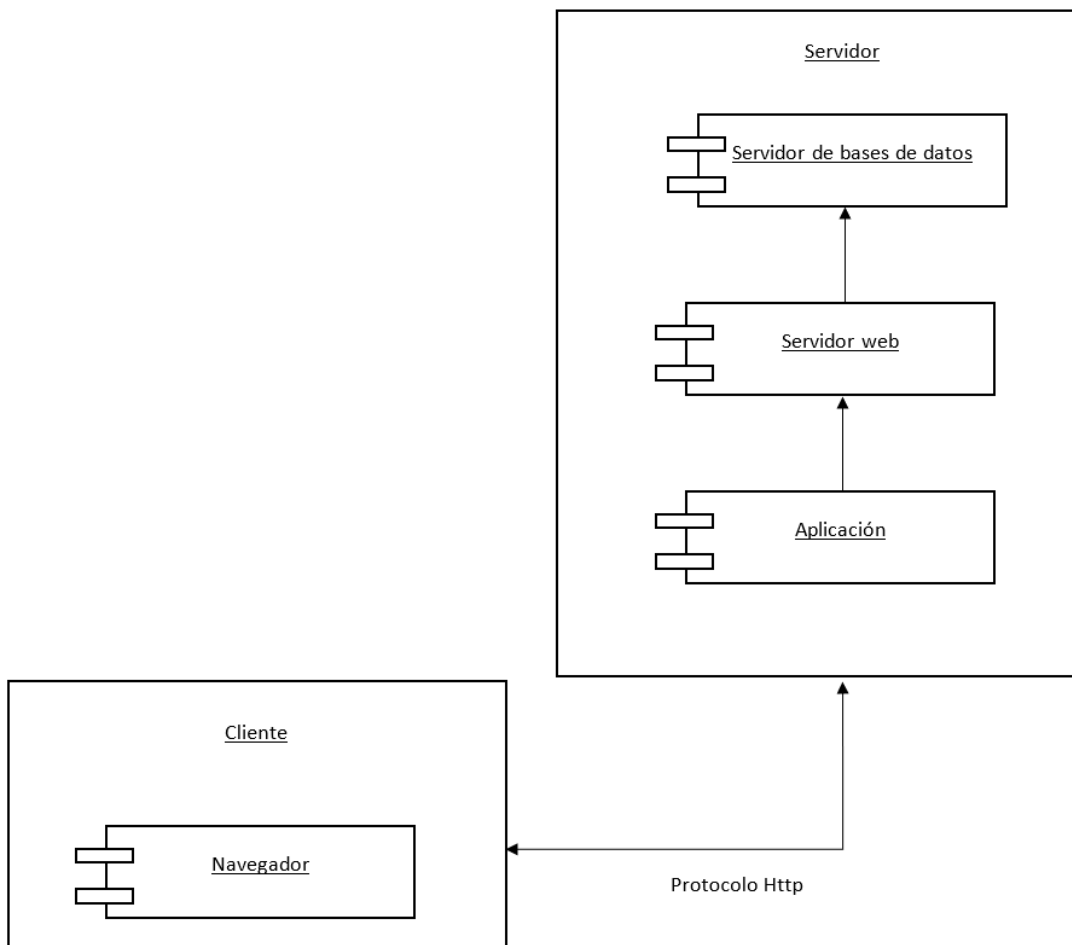 Servidor
Servidor de bases de datos
Servidor web
Aplicación
Cliente
Navegador
Protocolo Http